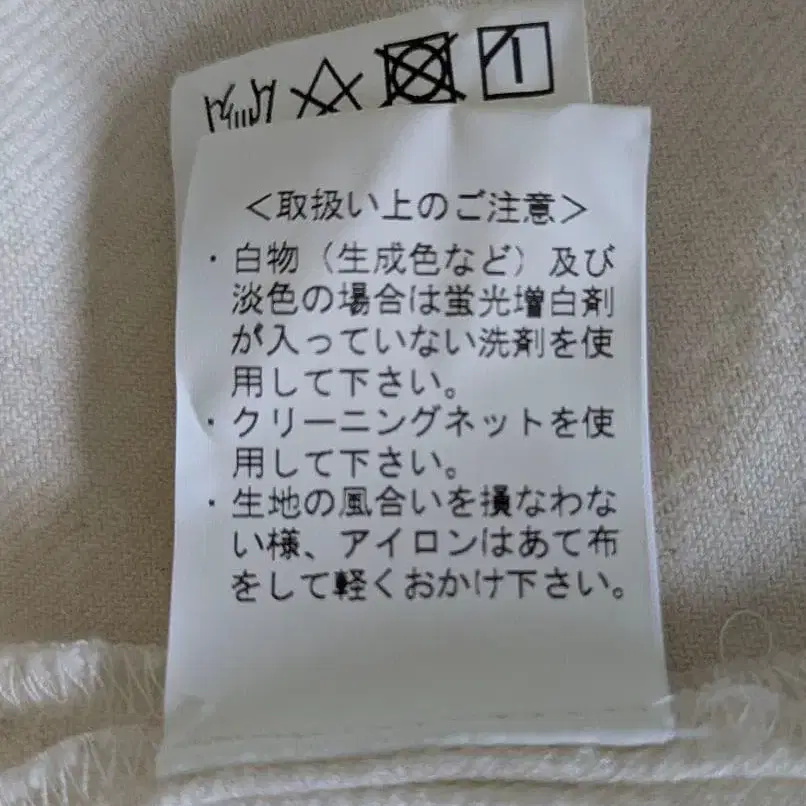 ＜取扱い上のご注意＞
・白物（生成色など）及び
淡色の場合は蛍光増白剤
が入っていない洗剤を使
用して下さい。
・クリーニングネットを使
用して下さい。
・生地の風合いを損なわな
い様、アイロンはあて布
をして軽くおかけ下さい。